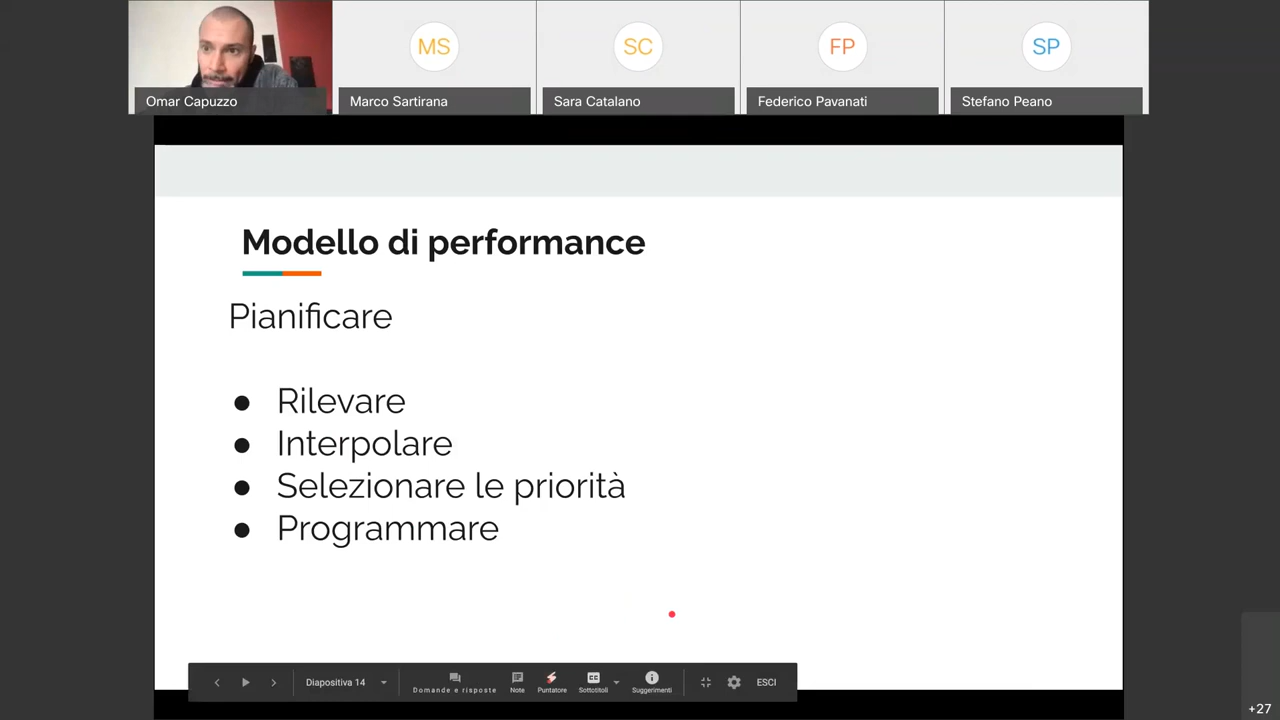 MS
SC
FP
SP
Omar Capuzzo
Marco Sartirana
Sara Catalano
Federico Pavanati
Stefano Peano
Modello di performance
Pianificare
● Rilevare
● Interpolare
● Selezionare le priorità
● Programmare
Diapositiva 14
Domande e risposte
Note
Puntatore
Sottotitoli
Suggerimenti
ESCI
+27